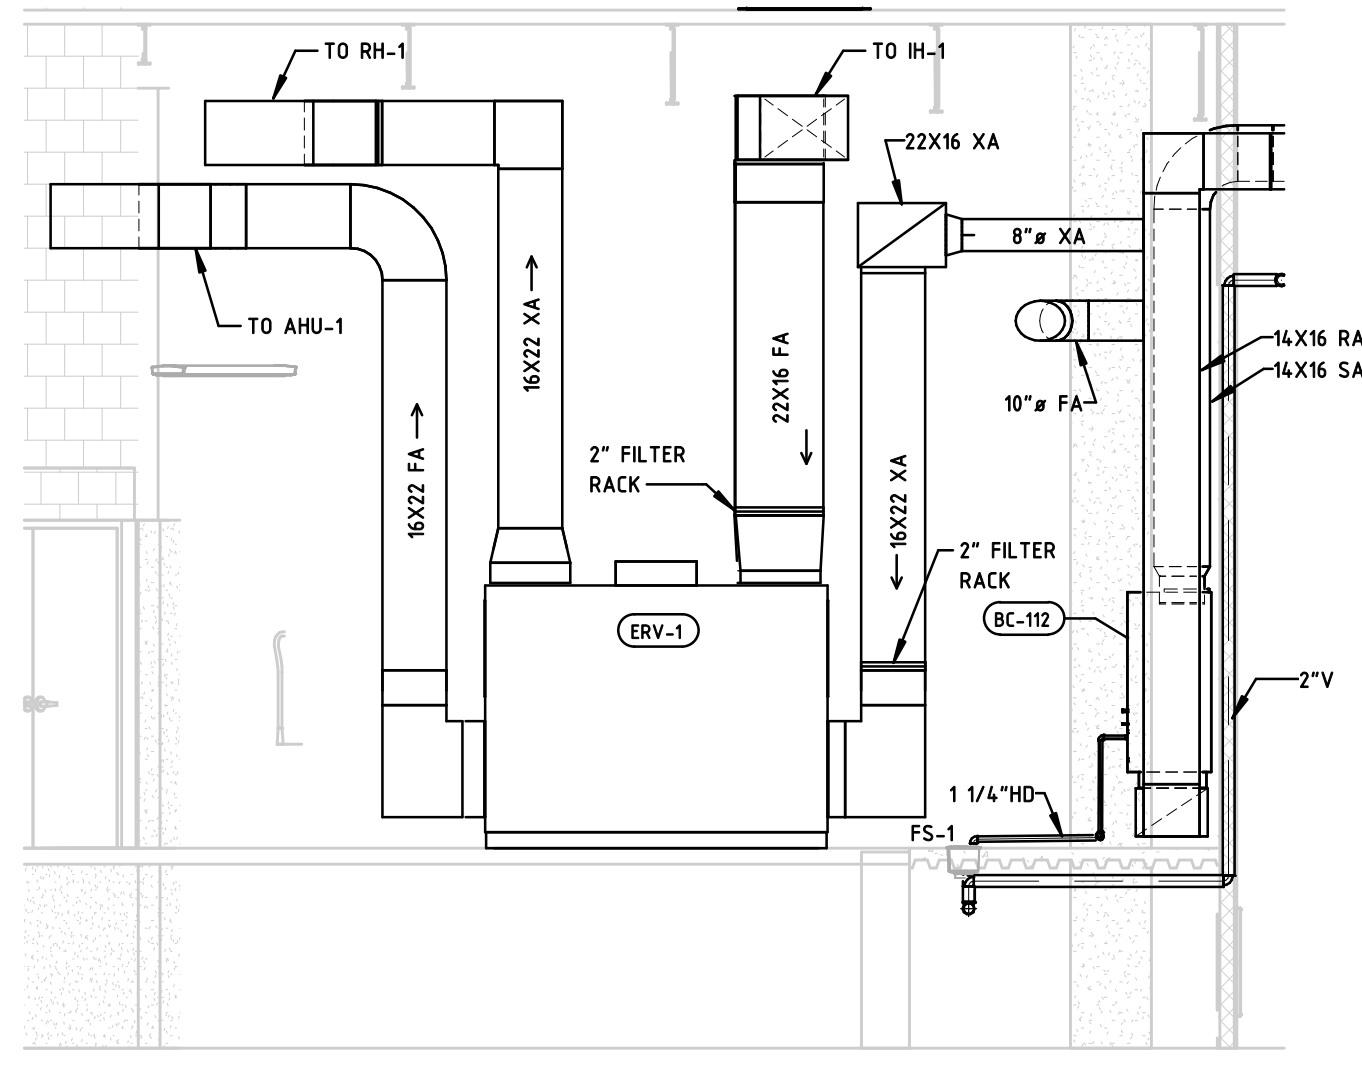 TO RH-1
TO IH-1
22X16 XA
8"ø XA
TO AHU-1
16X22 XA
22X16 FA
14X16 RA
14X16 SA
10"ø FA
16X22 FA
2" FILTER
RACK
16X22 XA
2" FILTER
RACK
ERV-1
BC-112
2"V
1 1/4"HD
FS-1